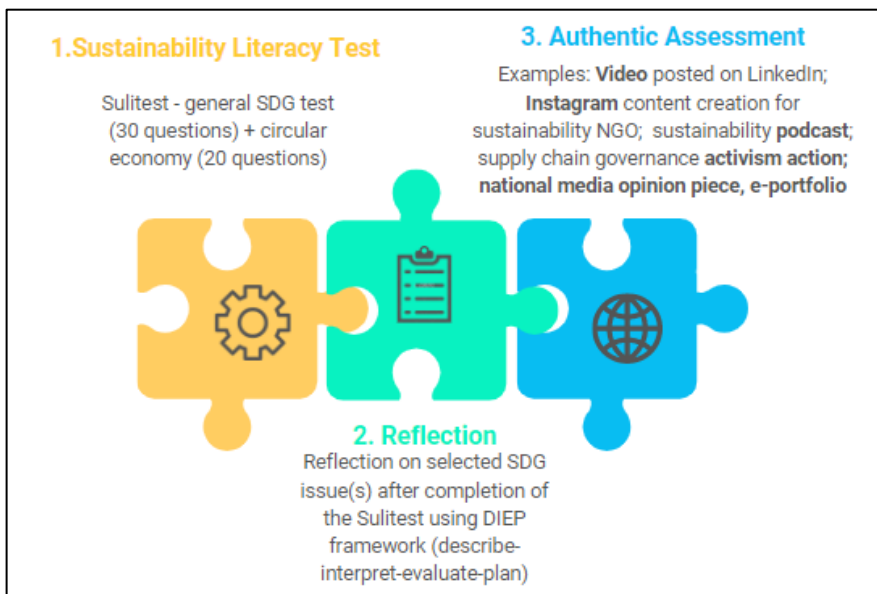 1.Sustainability Literacy Test
Sulitest - general SDG test
(30 questions) + circular
economy (20 questions)
3. Authentic Assessment
Examples: Video posted on LinkedIn;
Instagram content creation for
sustainability NGO; sustainability podcast;
supply chain governance activism action;
national media opinion piece, e-portfolio
2. Reflection
Reflection on selected SDG
issue(s) after completion of
the Sulitest using DIEP
framework (describe-
interpret-evaluate-plan)